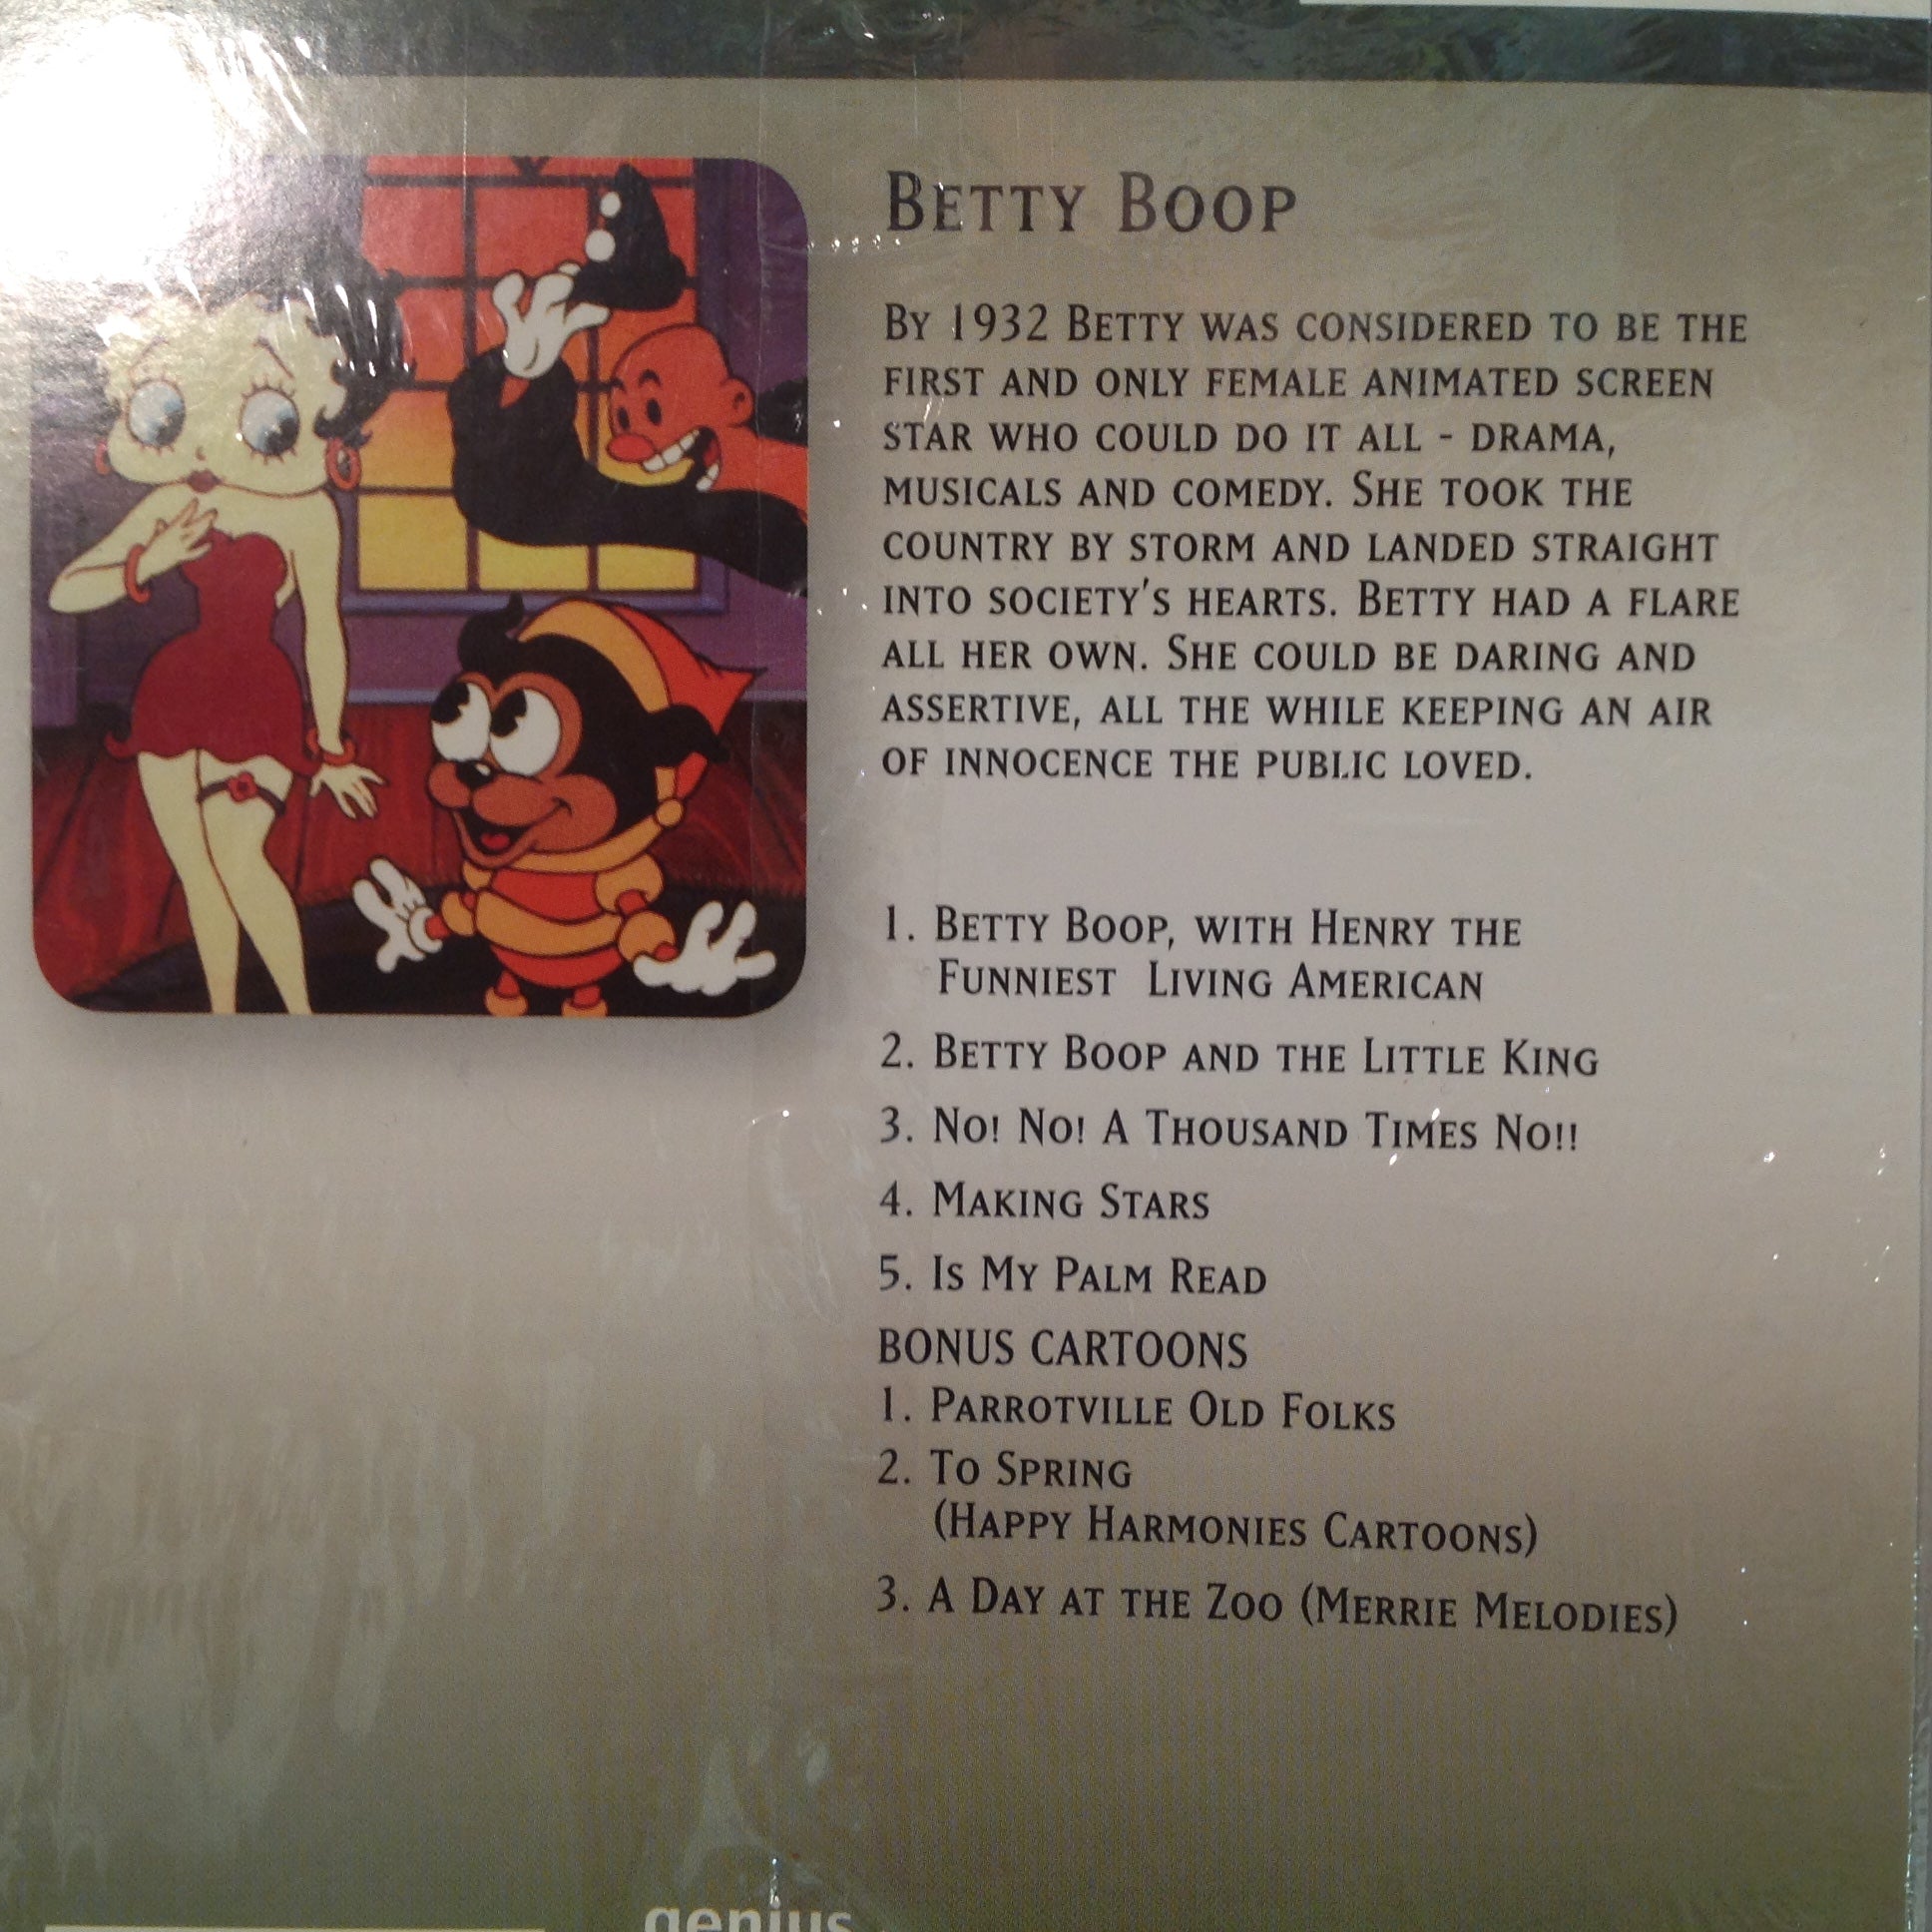 Betty Boop
By 1932 Betty was considered to be the
first and only female animated screen
star who could do it all - drama,
musicals and comedy. She took the
country by storm and landed straight
into society's hearts. Betty had a flare
all her own. She could be daring and
assertive, all the while keeping an air
of innocence the public loved.
1. Betty Boop, with Henry the
Funniest Living American
2. Betty Boop and the Little King
3. No! No! A Thousand Times No!!
4. Making Stars
5. Is My Palm Read
BONUS CARTOONS
1. Parrotville Old Folks
2. To Spring
(Happy Harmonies Cartoons)
3. A Day at the Zoo (Merrie Melodies)
genius